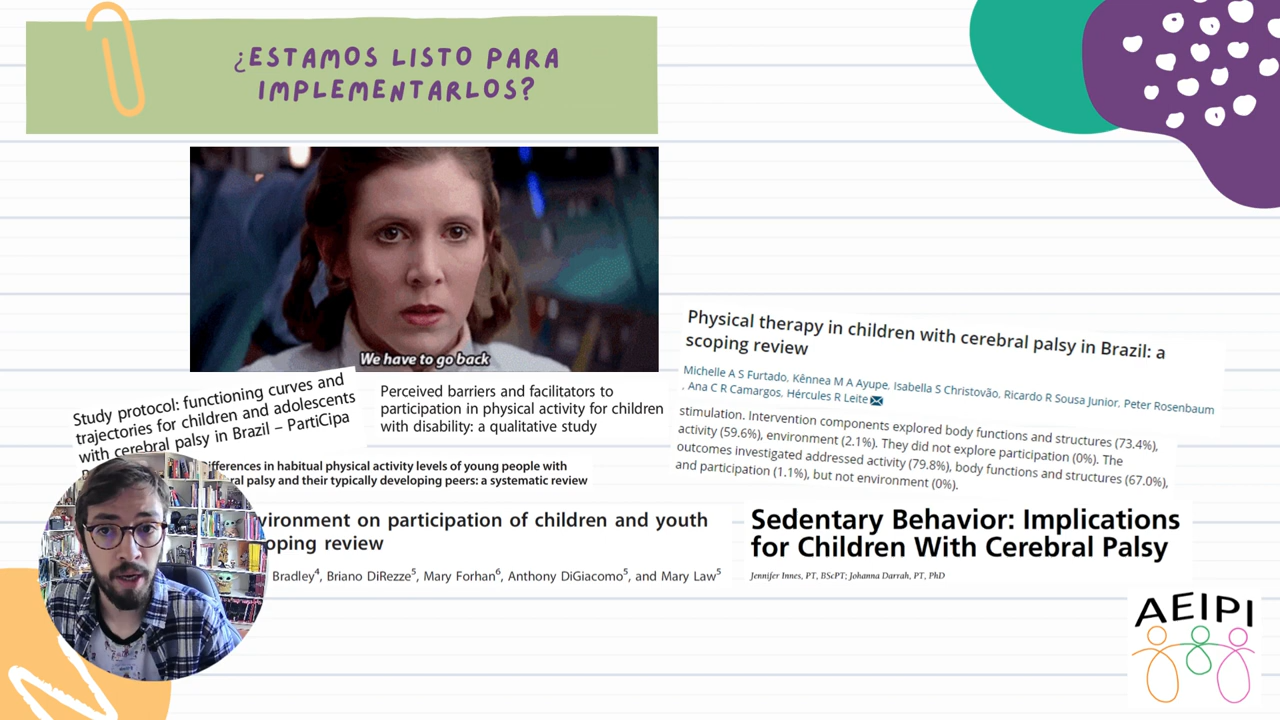 ¿ESTAMOS LISTO PARA
IMPLEMENTARLOS?
We have to go back
Study protocol: functioning curves and
trajectories for children and adolescents
with cerebral palsy in Brazil – PartiCipa
Perceived barriers and facilitators to
participation in physical activity for children
with disability: a qualitative study
ifferences in habitual physical activity levels of young people with
ral palsy and their typically developing peers: a systematic review
vironment on participation of children and youth
oping review
Bradley⁴, Briano DiRezze⁵, Mary Forhan⁶, Anthony DiGiacomo⁵, and Mary Law⁵
Physical therapy in children with cerebral palsy in Brazil: a
scoping review
Michelle A S Furtado, Kênnea M A Ayupe, Isabella S Christovão, Ricardo R Sousa Junior, Peter Rosenbaum
, Ana C R Camargos, Hércules R Leite
stimulation. Intervention components explored body functions and structures (73.4%),
activity (59.6%), environment (2.1%). They did not explore participation (0%). The
outcomes investigated addressed activity (79.8%), body functions and structures (67.0%),
and participation (1.1%), but not environment (0%).
Sedentary Behavior: Implications
for Children With Cerebral Palsy
Jennifer Innes, PT, BScPT; Johanna Darrah, PT, PhD
AEIPI